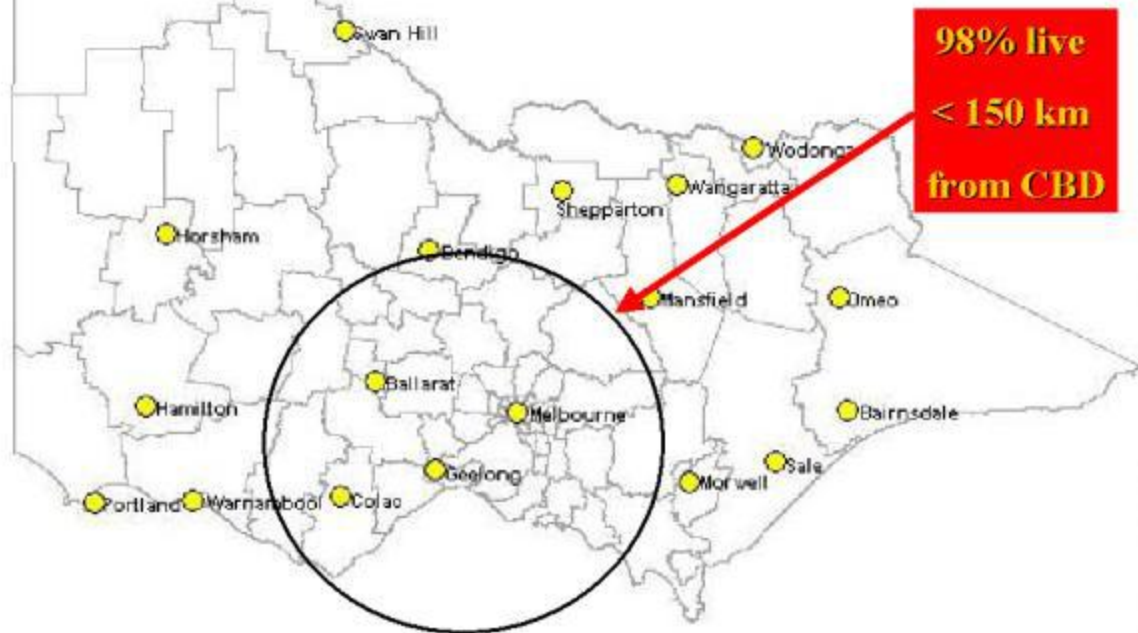 98% live
< 150 km
from CBD
Swan Hill
Wodonga
Wangaratta
Shepparton
Horsham
Bendigo
Mansfield
Omeo
Ballarat
Hamilton
Melbourne
Bairnsdale
Geelong
Sale
Morwell
Portland
Warnambool
Colac